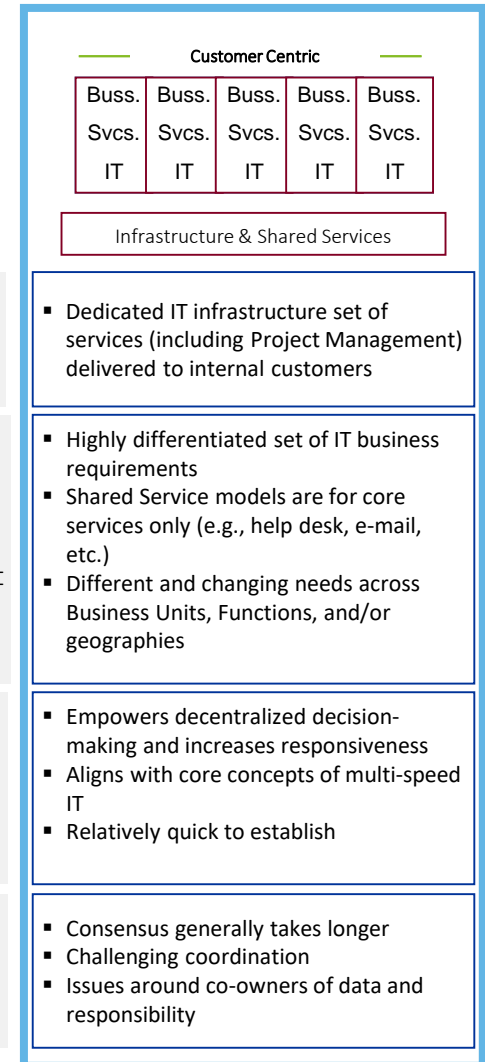 Customer Centric
Buss. Buss. Buss. Buss. Buss.
Svcs. Svcs. Svcs. Svcs. Svcs.
IT IT IT IT IT
Infrastructure & Shared Services
▪ Dedicated IT infrastructure set of
services (including Project Management)
delivered to internal customers
▪ Highly differentiated set of IT business
requirements
▪ Shared Service models are for core
services only (e.g., help desk, e-mail,
etc.)
▪ Different and changing needs across
Business Units, Functions, and/or
geographies
▪ Empowers decentralized decision-
making and increases responsiveness
▪ Aligns with core concepts of multi-speed
IT
▪ Relatively quick to establish
▪ Consensus generally takes longer
▪ Challenging coordination
▪ Issues around co-owners of data and
responsibility